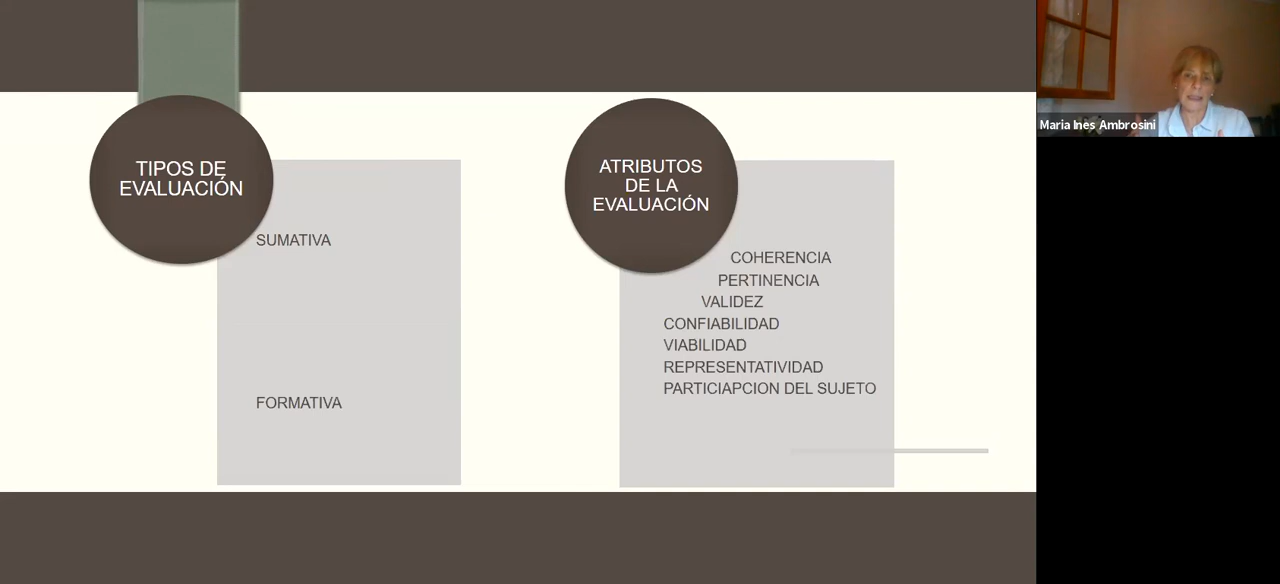 TIPOS DE
EVALUACIÓN
SUMATIVA
FORMATIVA
ATRIBUTOS
DE LA
EVALUACIÓN
COHERENCIA
PERTINENCIA
VALIDEZ
CONFIABILIDAD
VIABILIDAD
REPRESENTATIVIDAD
PARTICIAPCION DEL SUJETO
Maria Ines Ambrosini